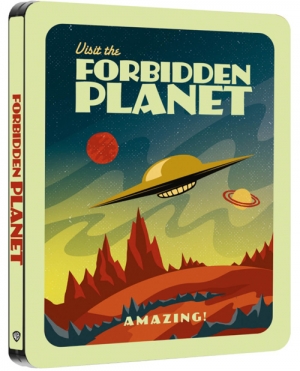 Visit the
FORBIDDEN
PLANET
AMAZING!
FORBIDDEN PLANET